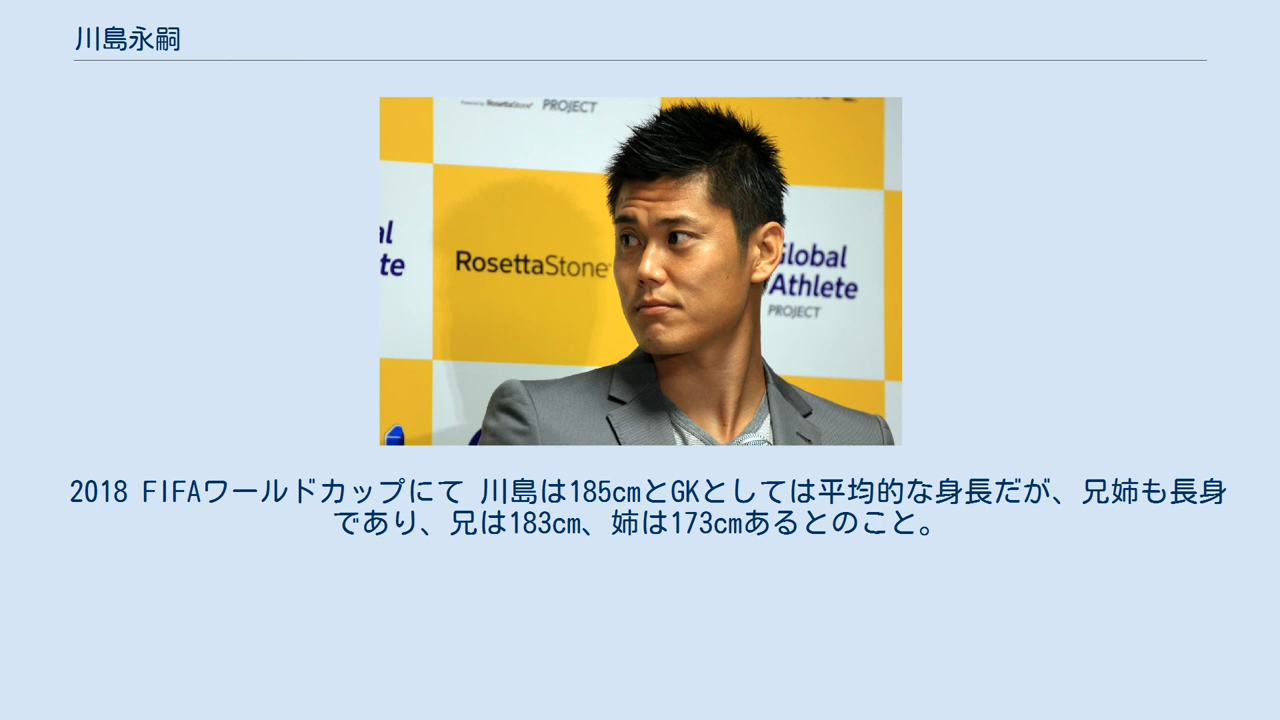 川島永嗣
Powered by RosettaStone PROJECT
RosettaStone
al
te
Global
Athlete
PROJECT
2018 FIFAワールドカップにて 川島は185cmとGKとしては平均的な身長だが、兄姉も長身
であり、兄は183cm、姉は173cmあるとのこと。